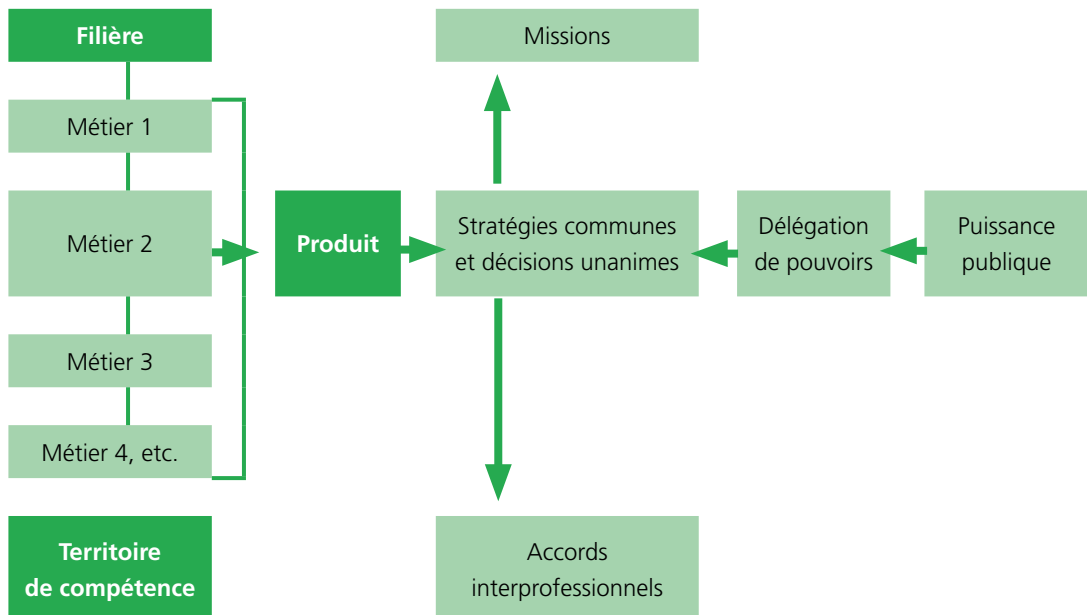 Filière
Missions
Métier 1
Métier 2
Produit
Stratégies communes
et décisions unanimes
Délégation
de pouvoirs
Puissance
publique
Métier 3
Métier 4, etc.
Territoire
de compétence
Accords
interprofessionnels